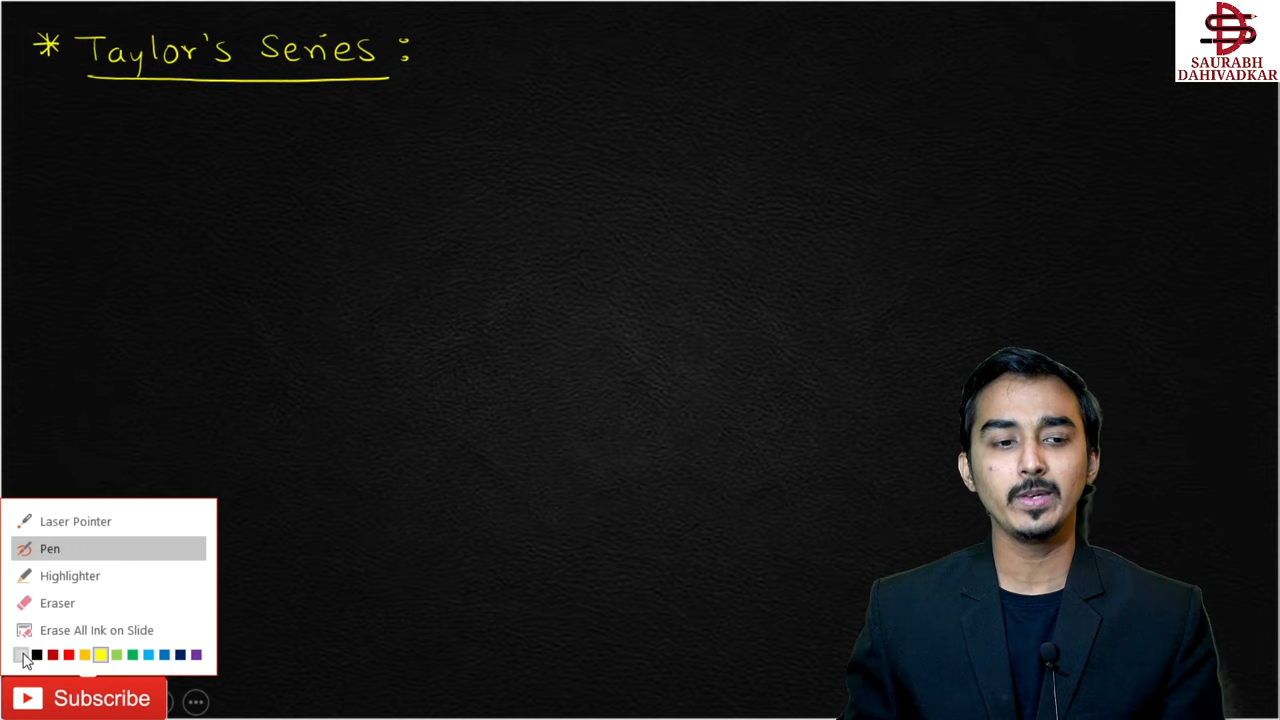 * Taylor's Series :
SAURABH
DAHIVADKAR
Laser Pointer
Pen
Highlighter
Eraser
Erase All Ink on Slide
Subscribe